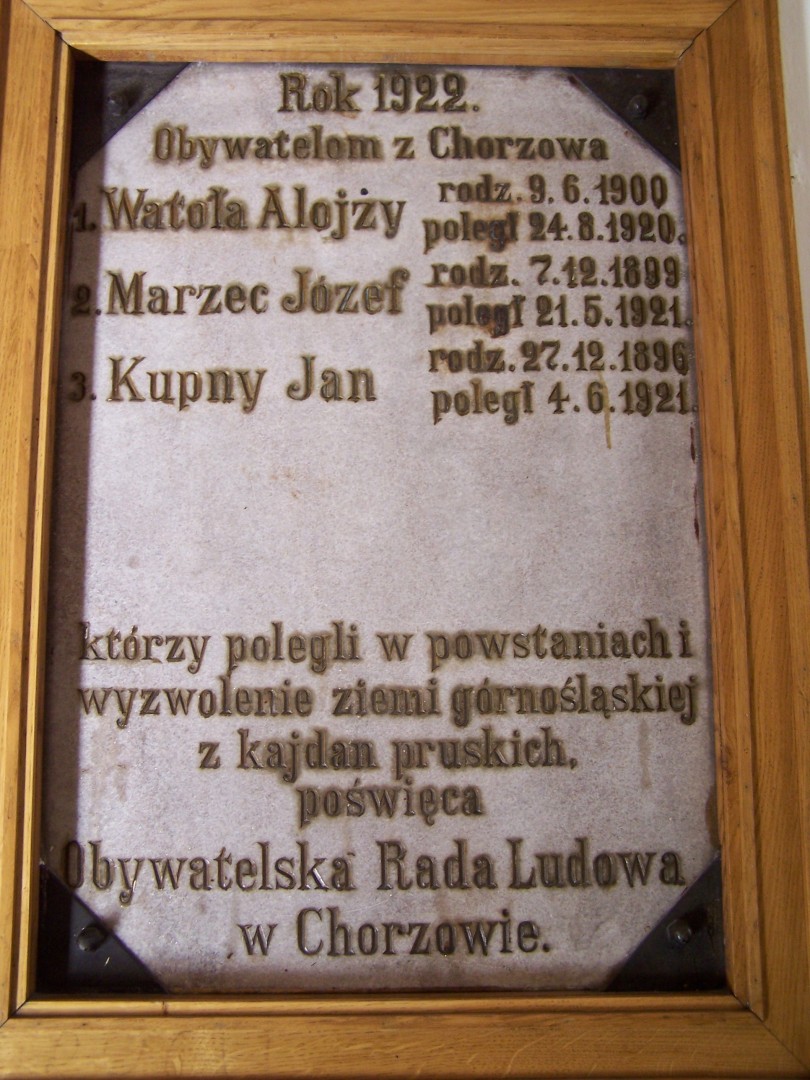 Rok 1922.
Obywatelom z Chorzowa
1. Watoła Alojży rodz. 9. 6. 1900
poległ 24. 8. 1920.
2. Marzec Józef rodz. 7. 12. 1899
poległ 21. 5. 1921.
3. Kupny Jan rodz. 27. 12. 1896
poległ 4. 6. 1921.
którzy polegli w powstaniach i
wyzwolenie ziemi górnośląskiej
z kajdan pruskich,
poświęca
Obywatelska Rada Ludowa
w Chorzowie.